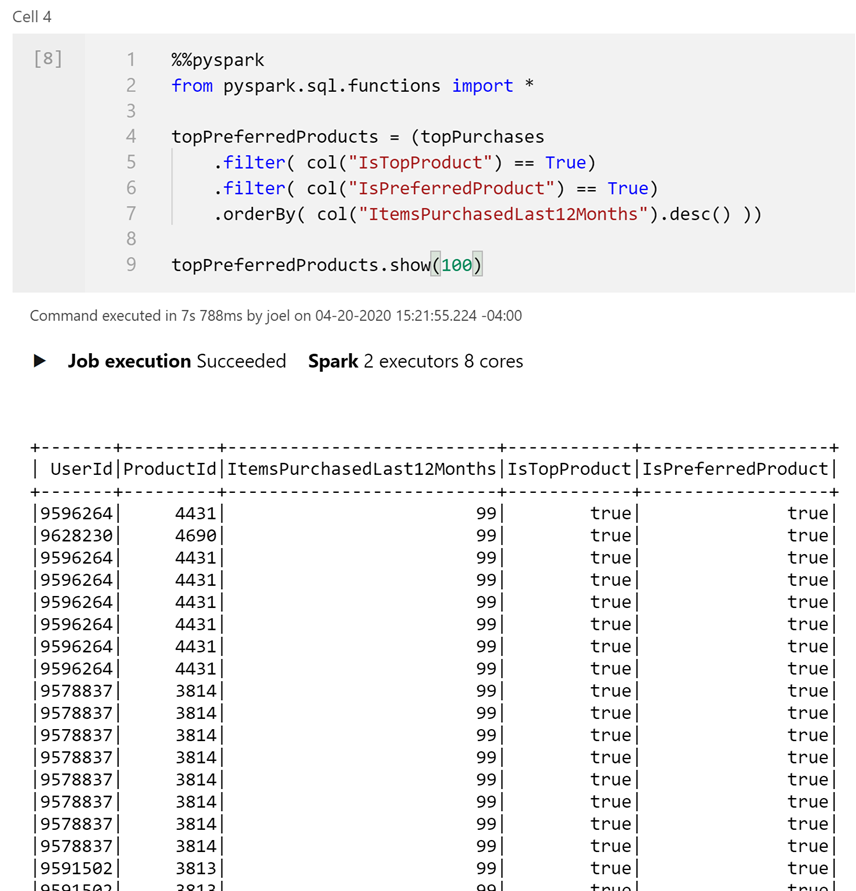 Cell 4
[8]
1 %%pyspark
2 from pyspark.sql.functions import *
3
4 topPreferredProducts = (topPurchases
5     .filter( col("IsTopProduct") == True)
6     .filter( col("IsPreferredProduct") == True)
7     .orderBy( col("ItemsPurchasedLast12Months").desc() ))
8
9 topPreferredProducts.show(100)
Command executed in 7s 788ms by joel on 04-20-2020 15:21:55.224 -04:00
Job execution Succeeded Spark 2 executors 8 cores
+-------+---------+--------------------------+------------+------------------+
| UserId|ProductId|ItemsPurchasedLast12Months|IsTopProduct|IsPreferredProduct|
+-------+---------+--------------------------+------------+------------------+
|9596264|     4431|                        99|        true|              true|
|9628230|     4690|                        99|        true|              true|
|9596264|     4431|                        99|        true|              true|
|9596264|     4431|                        99|        true|              true|
|9596264|     4431|                        99|        true|              true|
|9596264|     4431|                        99|        true|              true|
|9596264|     4431|                        99|        true|              true|
|9596264|     4431|                        99|        true|              true|
|9578837|     3814|                        99|        true|              true|
|9578837|     3814|                        99|        true|              true|
|9578837|     3814|                        99|        true|              true|
|9578837|     3814|                        99|        true|              true|
|9578837|     3814|                        99|        true|              true|
|9578837|     3814|                        99|        true|              true|
|9578837|     3814|                        99|        true|              true|
|9578837|     3814|                        99|        true|              true|
|9591502|     3813|                        99|        true|              true|
|9591502|     3813|                        99|        true|              true|